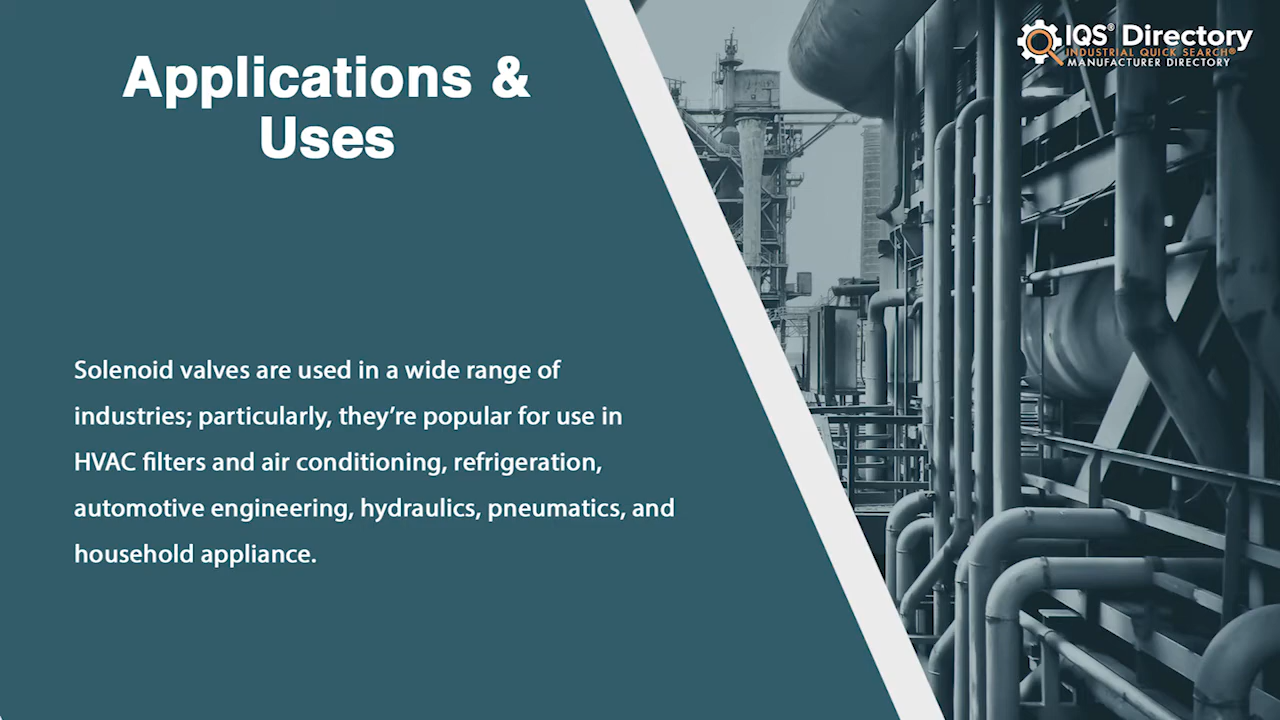 Applications &
Uses
IQS® Directory
INDUSTRIAL QUICK SEARCH®
MANUFACTURER DIRECTORY
Solenoid valves are used in a wide range of
industries; particularly, they’re popular for use in
HVAC filters and air conditioning, refrigeration,
automotive engineering, hydraulics, pneumatics, and
household appliance.